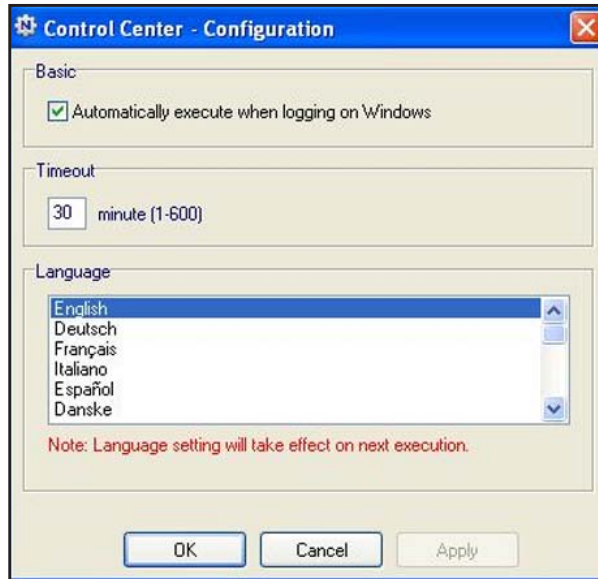 Control Center - Configuration
Basic
Automatically execute when logging on Windows
Timeout
30 minute (1-600)
Language
English
Deutsch
Français
Italiano
Español
Danske
Note: Language setting will take effect on next execution.
OK Cancel Apply